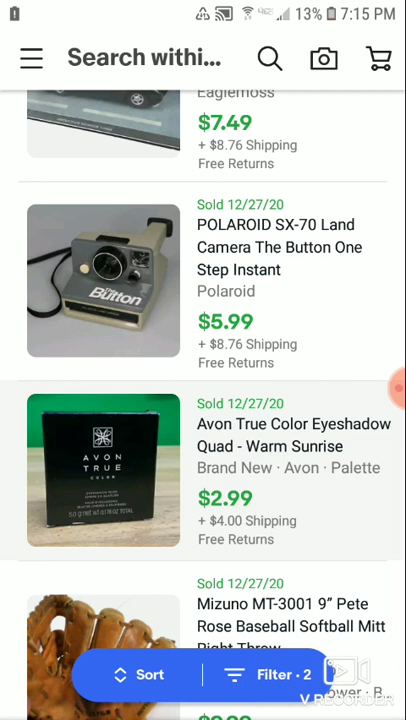 13% 7:15 PM
Search withi...
Eaglemoss
$7.49
+ $8.76 Shipping
Free Returns
Sold 12/27/20
POLAROID SX-70 Land
Camera The Button One
Step Instant
Polaroid
The Button
$5.99
+ $8.76 Shipping
Free Returns
Sold 12/27/20
Avon True Color Eyeshadow
Quad - Warm Sunrise
Brand New · Avon · Palette
AVON
TRUE
COLOR
$2.99
+ $4.00 Shipping
Free Returns
Sold 12/27/20
Mizuno MT-3001 9” Pete
Rose Baseball Softball Mitt
Right Throw
Sort
Filter · 2
V RECORDER